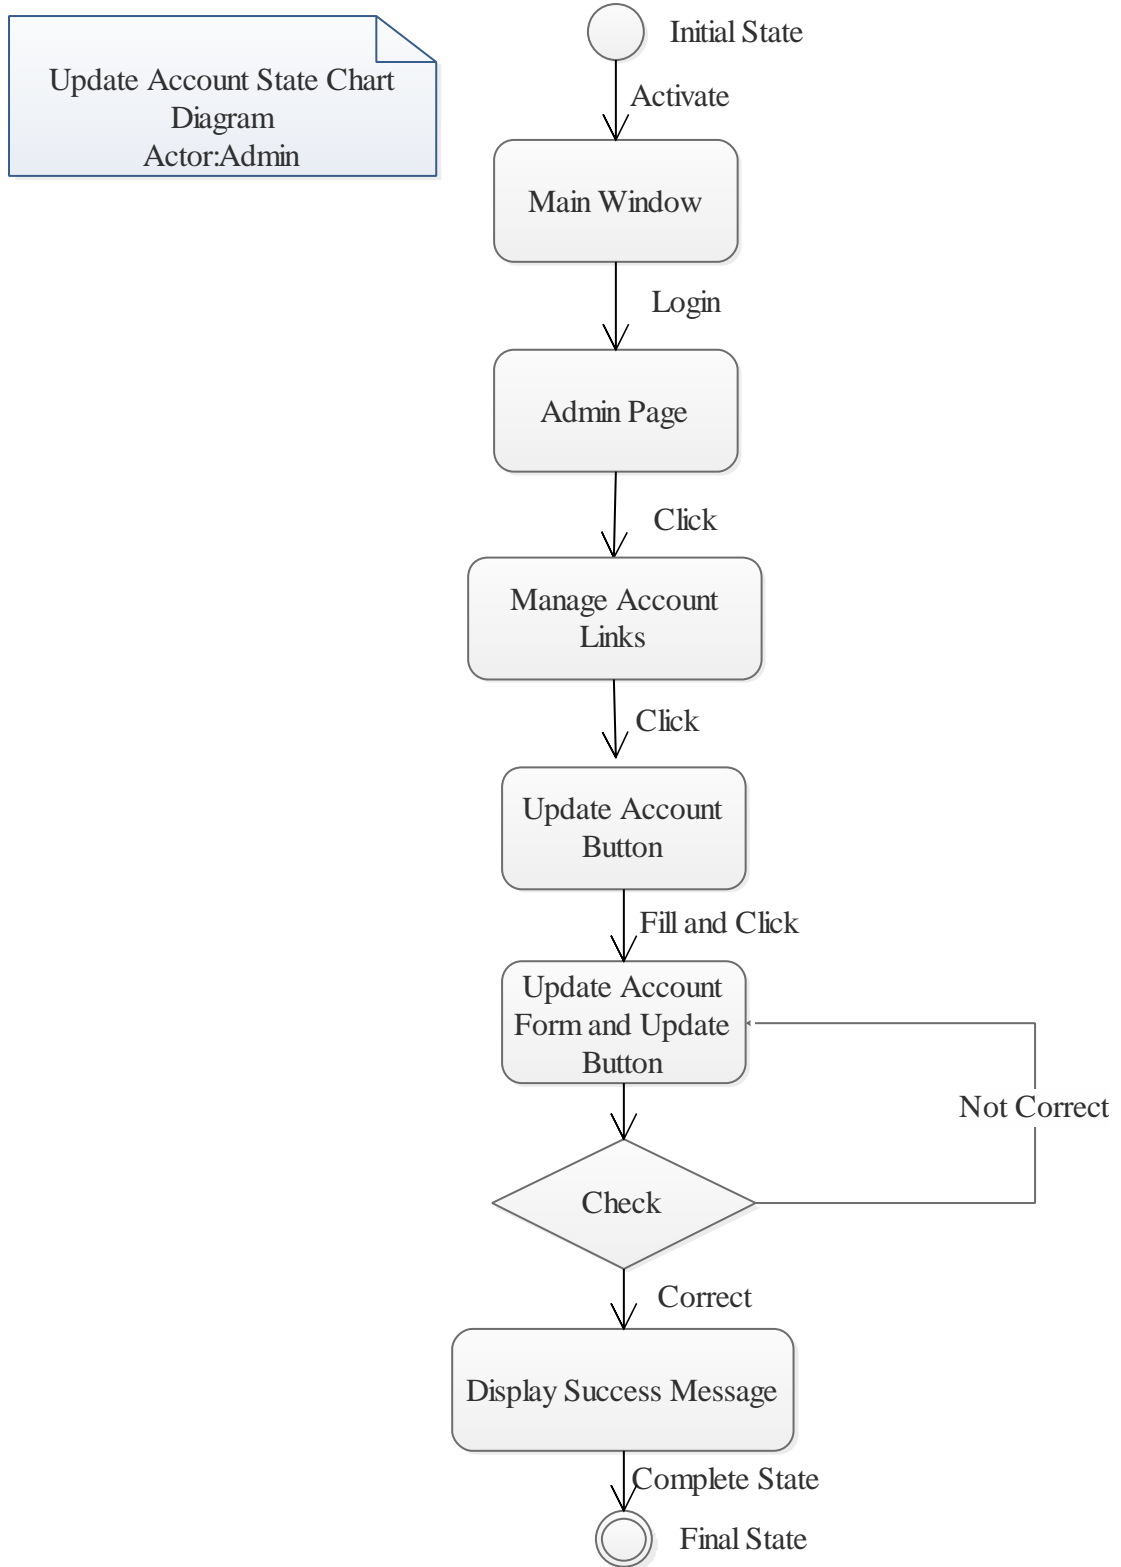 Update Account State Chart
Diagram
Actor:Admin
Initial State
Activate
Main Window
Login
Admin Page
Click
Manage Account
Links
Click
Update Account
Button
Fill and Click
Update Account
Form and Update
Button
Not Correct
Check
Correct
Display Success Message
Complete State
Final State